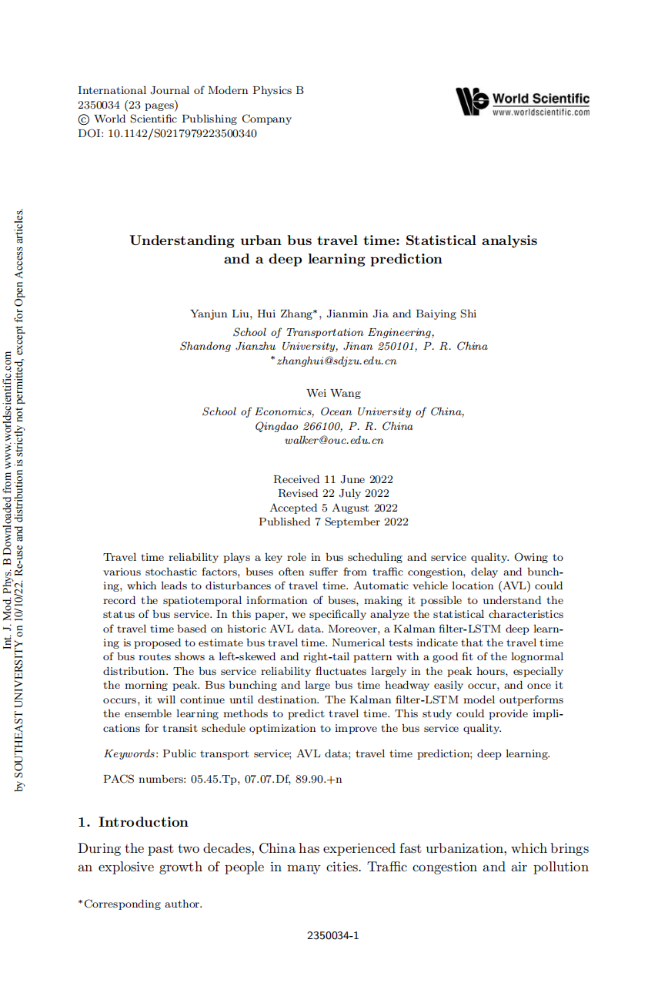 International Journal of Modern Physics B
2350034 (23 pages)
© World Scientific Publishing Company
DOI: 10.1142/S0217979223500340
World Scientific
www.worldscientific.com
Understanding urban bus travel time: Statistical analysis
and a deep learning prediction
Yanjun Liu, Hui Zhang*, Jianmin Jia and Baiying Shi
School of Transportation Engineering,
Shandong Jianzhu University, Jinan 250101, P. R. China
*zhanghui@sdjzu.edu.cn
Wei Wang
School of Economics, Ocean University of China,
Qingdao 266100, P. R. China
walker@ouc.edu.cn
Received 11 June 2022
Revised 22 July 2022
Accepted 5 August 2022
Published 7 September 2022
Travel time reliability plays a key role in bus scheduling and service quality. Owing to
various stochastic factors, buses often suffer from traffic congestion, delay and bunch-
ing, which leads to disturbances of travel time. Automatic vehicle location (AVL) could
record the spatiotemporal information of buses, making it possible to understand the
status of bus service. In this paper, we specifically analyze the statistical characteristics
of travel time based on historic AVL data. Moreover, a Kalman filter-LSTM deep learn-
ing is proposed to estimate bus travel time. Numerical tests indicate that the travel time
of bus routes shows a left-skewed and right-tail pattern with a good fit of the lognormal
distribution. The bus service reliability fluctuates largely in the peak hours, especially
the morning peak. Bus bunching and large bus time headway easily occur, and once it
occurs, it will continue until destination. The Kalman filter-LSTM model outperforms
the ensemble learning methods to predict travel time. This study could provide impli-
cations for transit schedule optimization to improve the bus service quality.
Keywords: Public transport service; AVL data; travel time prediction; deep learning.
PACS numbers: 05.45.Tp, 07.07.Df, 89.90.+n
1. Introduction
During the past two decades, China has experienced fast urbanization, which brings
an explosive growth of people in many cities. Traffic congestion and air pollution
*Corresponding author.
2350034-1
Int. J. Mod. Phys. B Downloaded from www.worldscientific.com
by SOUTHEAST UNIVERSITY on 10/10/22. Re-use and distribution is strictly not permitted, except for Open Access articles.